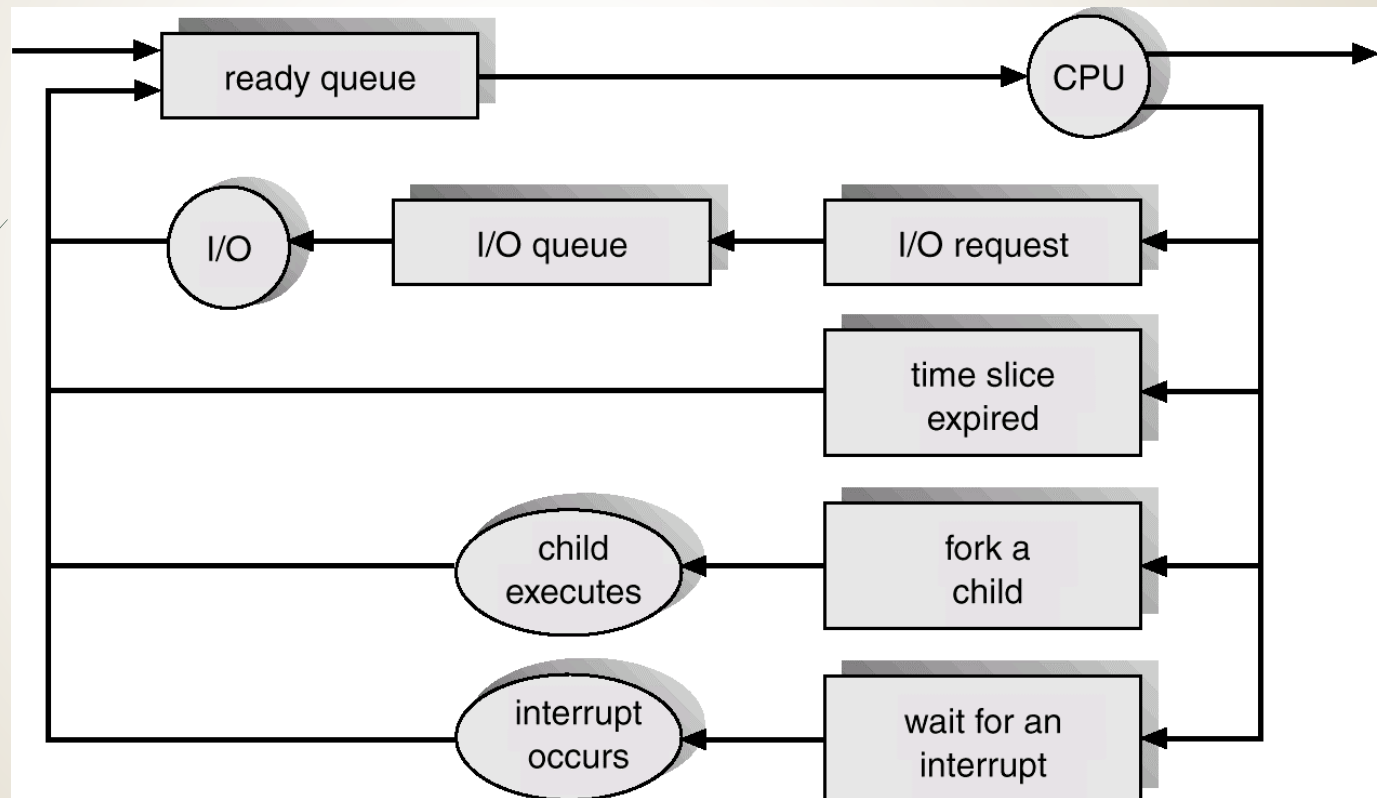 ready queue
CPU
I/O
I/O queue
I/O request
time slice
expired
child
executes
fork a
child
interrupt
occurs
wait for an
interrupt